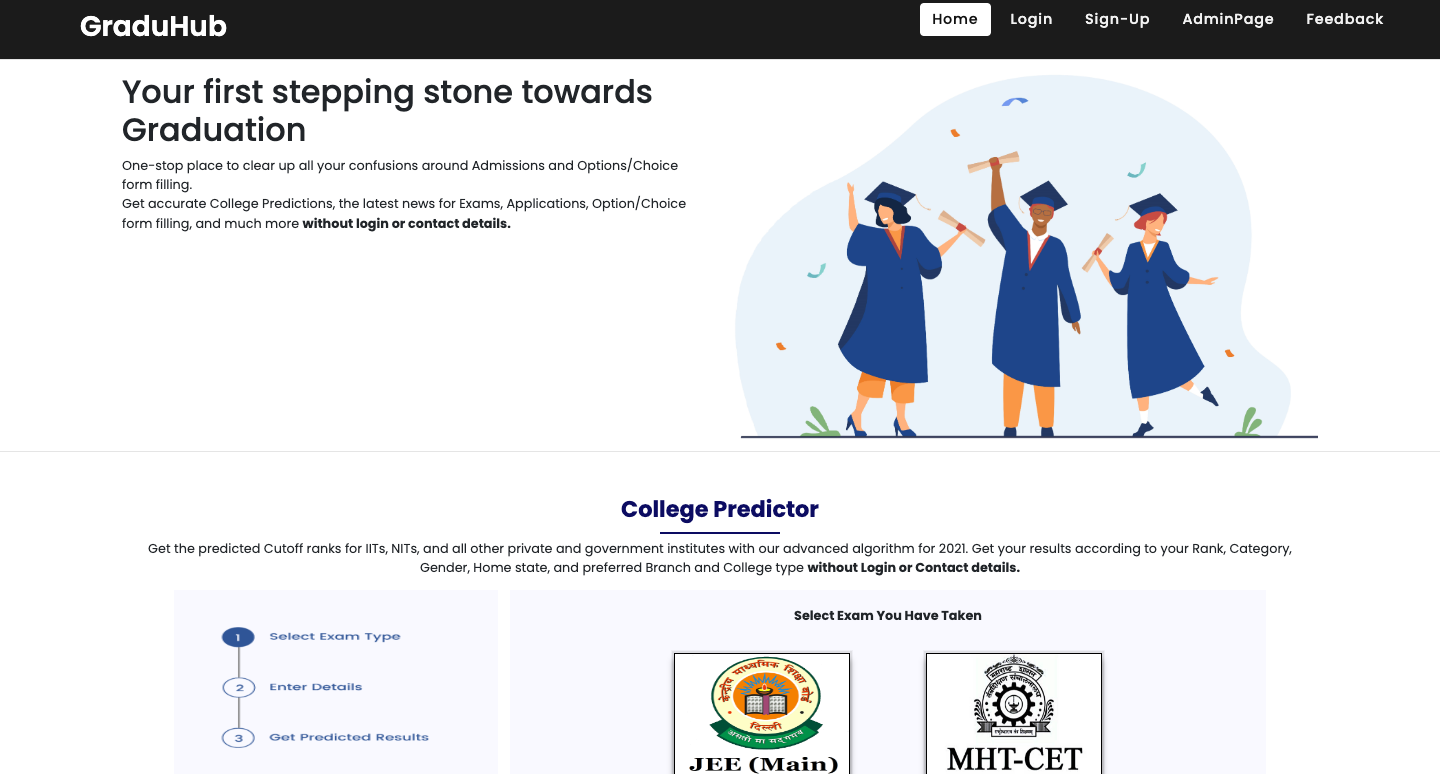 GraduHub
Home Login Sign-Up AdminPage Feedback
Your first stepping stone towards
Graduation
One-stop place to clear up all your confusions around Admissions and Options/Choice
form filling.
Get accurate College Predictions, the latest news for Exams, Applications, Option/Choice
form filling, and much more without login or contact details.
College Predictor
Get the predicted Cutoff ranks for IITs, NITs, and all other private and government institutes with our advanced algorithm for 2021. Get your results according to your Rank, Category,
Gender, Home state, and preferred Branch and College type without Login or Contact details.
1 Select Exam Type
2 Enter Details
3 Get Predicted Results
Select Exam You Have Taken
केन्द्रीय माध्यमिक शिक्षा बोर्ड
दिल्ली
असतो मा सद्गमय
JEE (Main)
MHT-CET